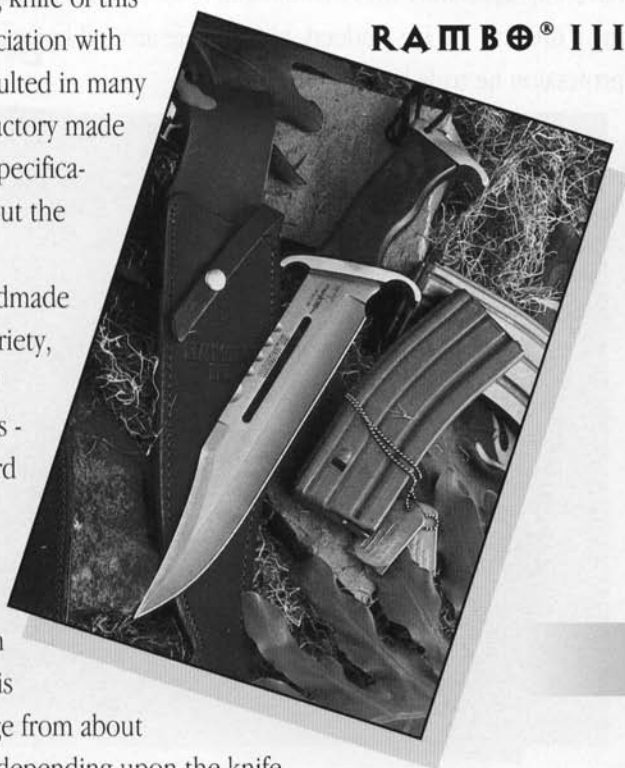 knife of this
RAMBO® III
ciation with
ulted in many
ctory made
pecifica-
ut the
dmade
riety,
s -
rd
n
is
ge from about
depending upon the knife